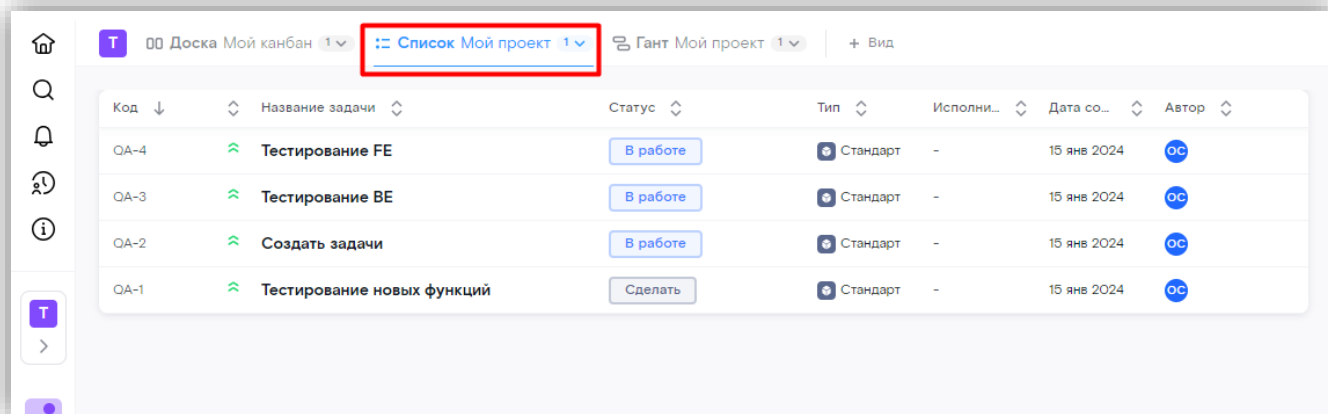 T Доска Мой канбан 1 Список Мой проект 1 Гант Мой проект 1 + Вид
Код Название задачи Статус Тип Исполни... Дата со... Автор
QA-4 Тестирование FE В работе Стандарт - 15 янв 2024 ОС
QA-3 Тестирование BE В работе Стандарт - 15 янв 2024 ОС
QA-2 Создать задачи В работе Стандарт - 15 янв 2024 ОС
QA-1 Тестирование новых функций Сделать Стандарт - 15 янв 2024 ОС
T